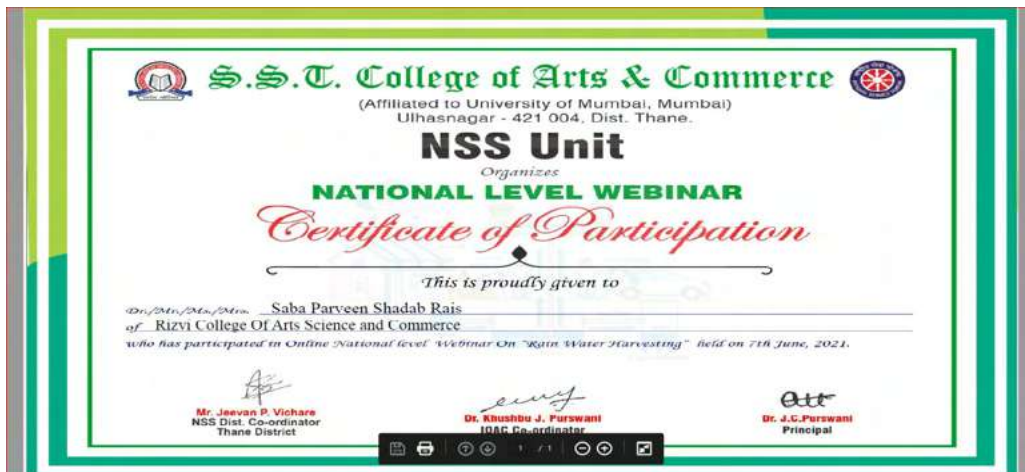 S.S.T. College of Arts & Commerce
(Affiliated to University of Mumbai, Mumbai)
Ulhasnagar - 421 004, Dist. Thane.
NSS Unit
Organizes
NATIONAL LEVEL WEBINAR
Certificate of Participation
This is proudly given to
Dr./Mr./Ms./Mrs. Saba Parveen Shadab Rais
of Rizvi College Of Arts Science and Commerce
who has participated in Online National level Webinar On "Rain Water Harvesting" held on 7th June, 2021.
Mr. Jeevan P. Vichare
NSS Dist. Co-ordinator
Thane District
Dr. Khushbu J. Purswani
IQAC Co-ordinator
Dr. J.C.Purswani
Principal
1 / 1